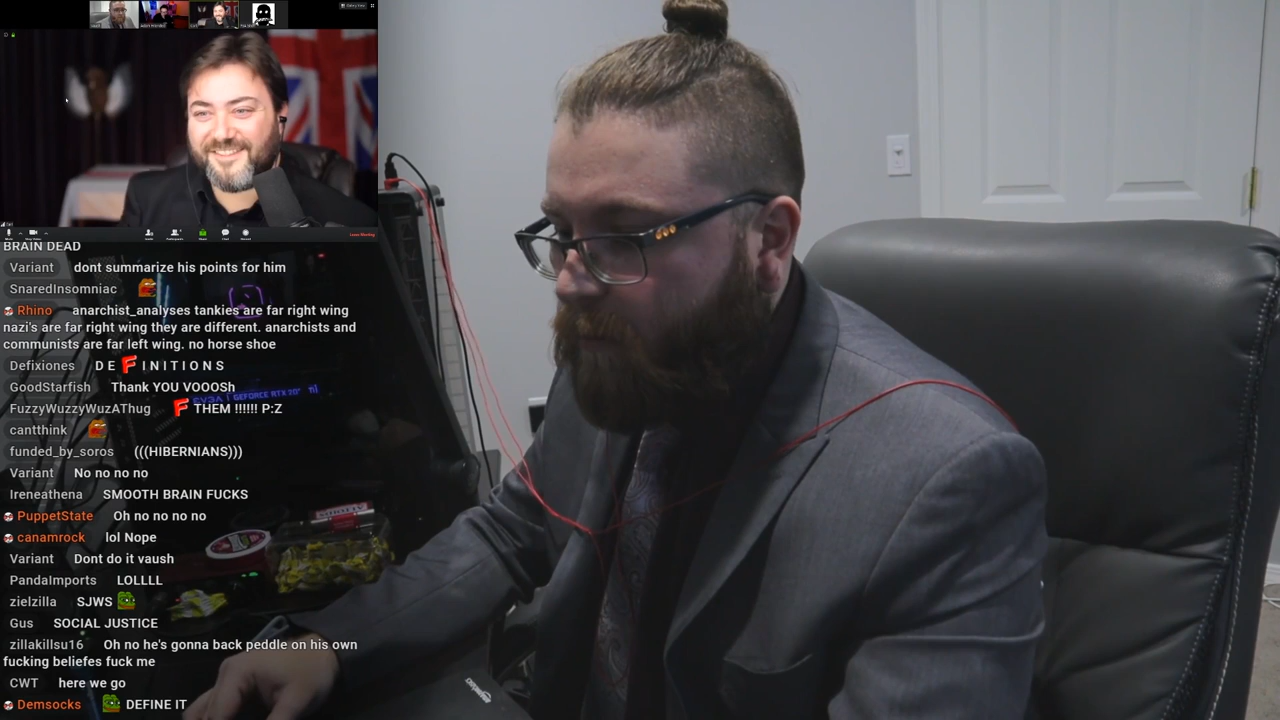 BRAIN DEAD
Variant dont summarize his points for him
SnaredInsomniac
Rhino anarchist_analyses tankies are far right wing
nazi's are far right wing they are different. anarchists and
communists are far left wing. no horse shoe
Defixiones D E F I N I T I O N S
GoodStarfish Thank YOU VOOOSh
EVGA | GEFORCE RTX 20
FuzzyWuzzyWuzAThug F THEM !!!!!! P:Z
cantthink
funded_by_soros (((HIBERNIANS)))
Variant No no no no
Ireneathena SMOOTH BRAIN FUCKS
PuppetState Oh no no no no
canamrock lol Nope
Variant Dont do it vaush
PandaImports LOLLLL
zielzilla SJWS
Gus SOCIAL JUSTICE
zillakillsu16 Oh no he's gonna back peddle on his own
fucking beliefes fuck me
CWT here we go
Demsocks DEFINE IT